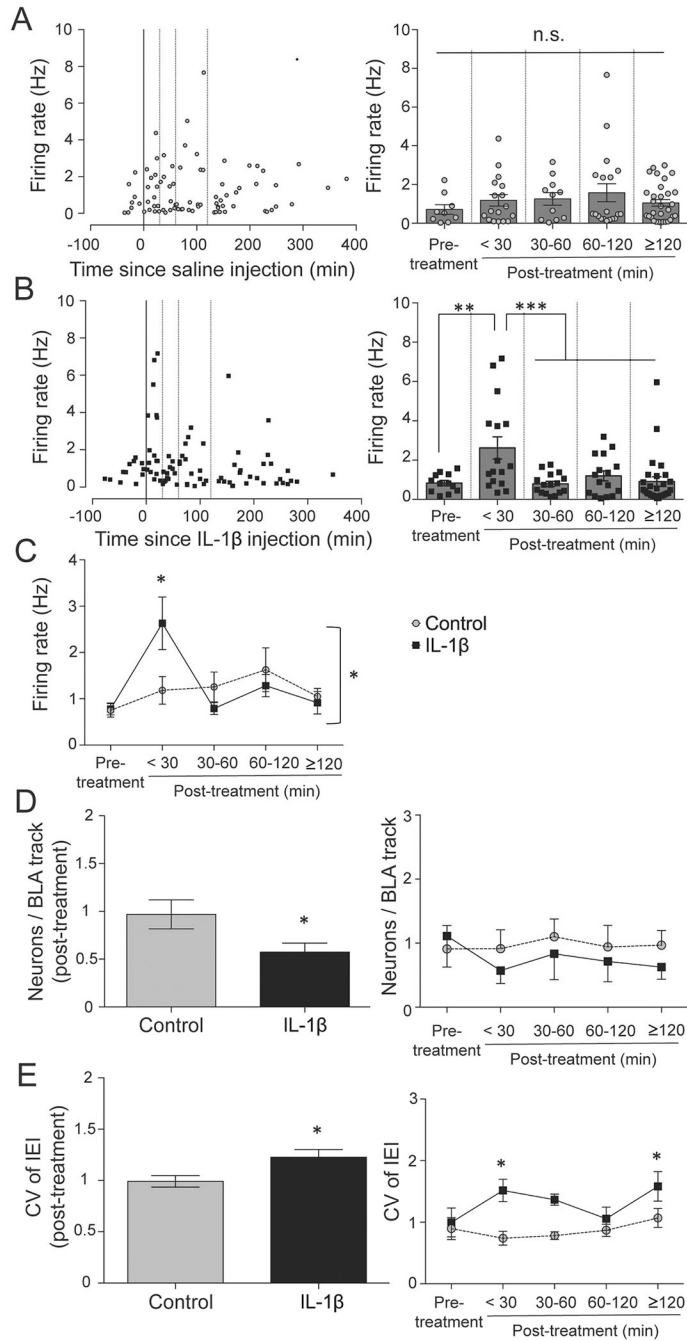 A
Firing rate (Hz)
10
8
6
4
2
0
-100 0 100 200 300 400
Time since saline injection (min)
n.s.
Firing rate (Hz)
10
8
6
4
2
0
Pre-
treatment
< 30 30-60 60-120 ≥120
Post-treatment (min)
B
Firing rate (Hz)
10
8
6
4
2
0
-100 0 100 200 300 400
Time since IL-1β injection (min)
** ***
Firing rate (Hz)
10
8
6
4
2
0
Pre-
treatment
< 30 30-60 60-120 ≥120
Post-treatment (min)
C
Firing rate (Hz)
4
3
2
1
0
*
*
Pre-
treatment
< 30 30-60 60-120 ≥120
Post-treatment (min)
Control
IL-1β
D
Neurons / BLA track
(post-treatment)
2
1.5
1
0.5
0
*
Control IL-1β
Neurons / BLA track
3
2
1
0
Pre-
treatment
< 30 30-60 60-120 ≥120
Post-treatment (min)
E
CV of IEI
(post-treatment)
2
1.5
1
0.5
0
*
Control IL-1β
CV of IEI
3
2
1
0
* *
Pre-
treatment
< 30 30-60 60-120 ≥120
Post-treatment (min)